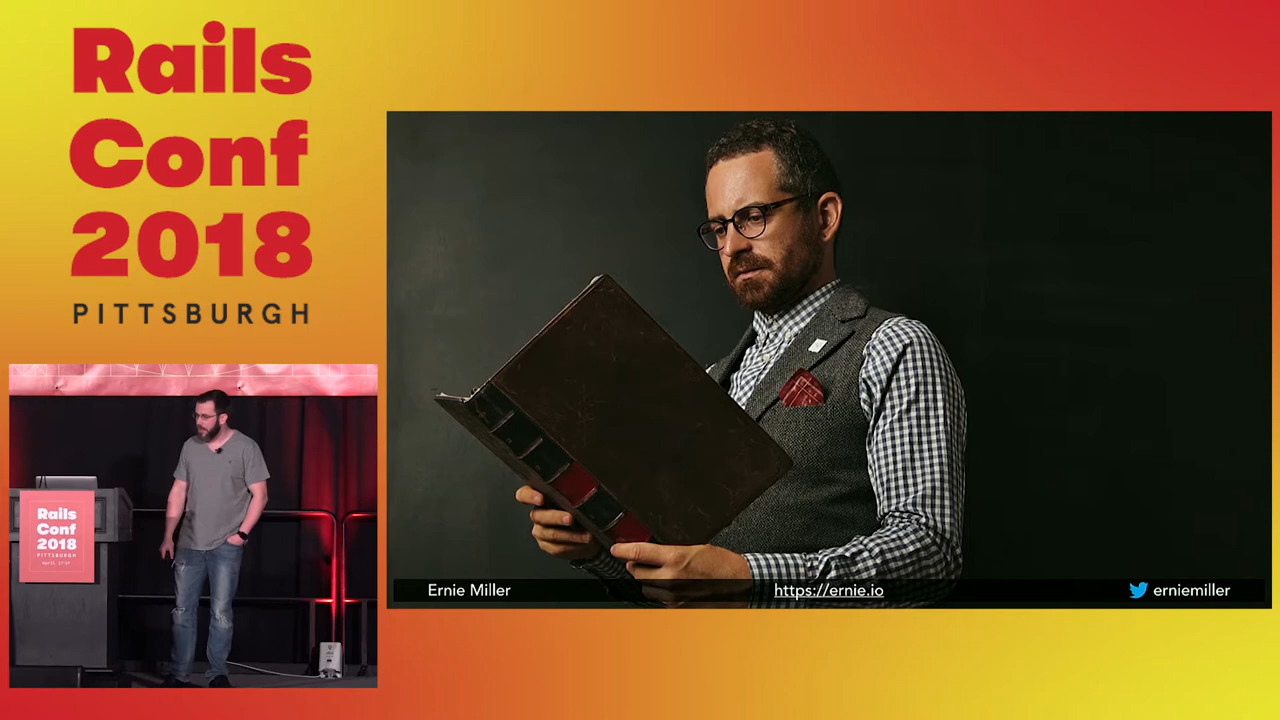 Rails
Conf
2018
PITTSBURGH
Rails
Conf
2018
PITTSBURGH
Ernie Miller
https://ernie.io
erniemiller